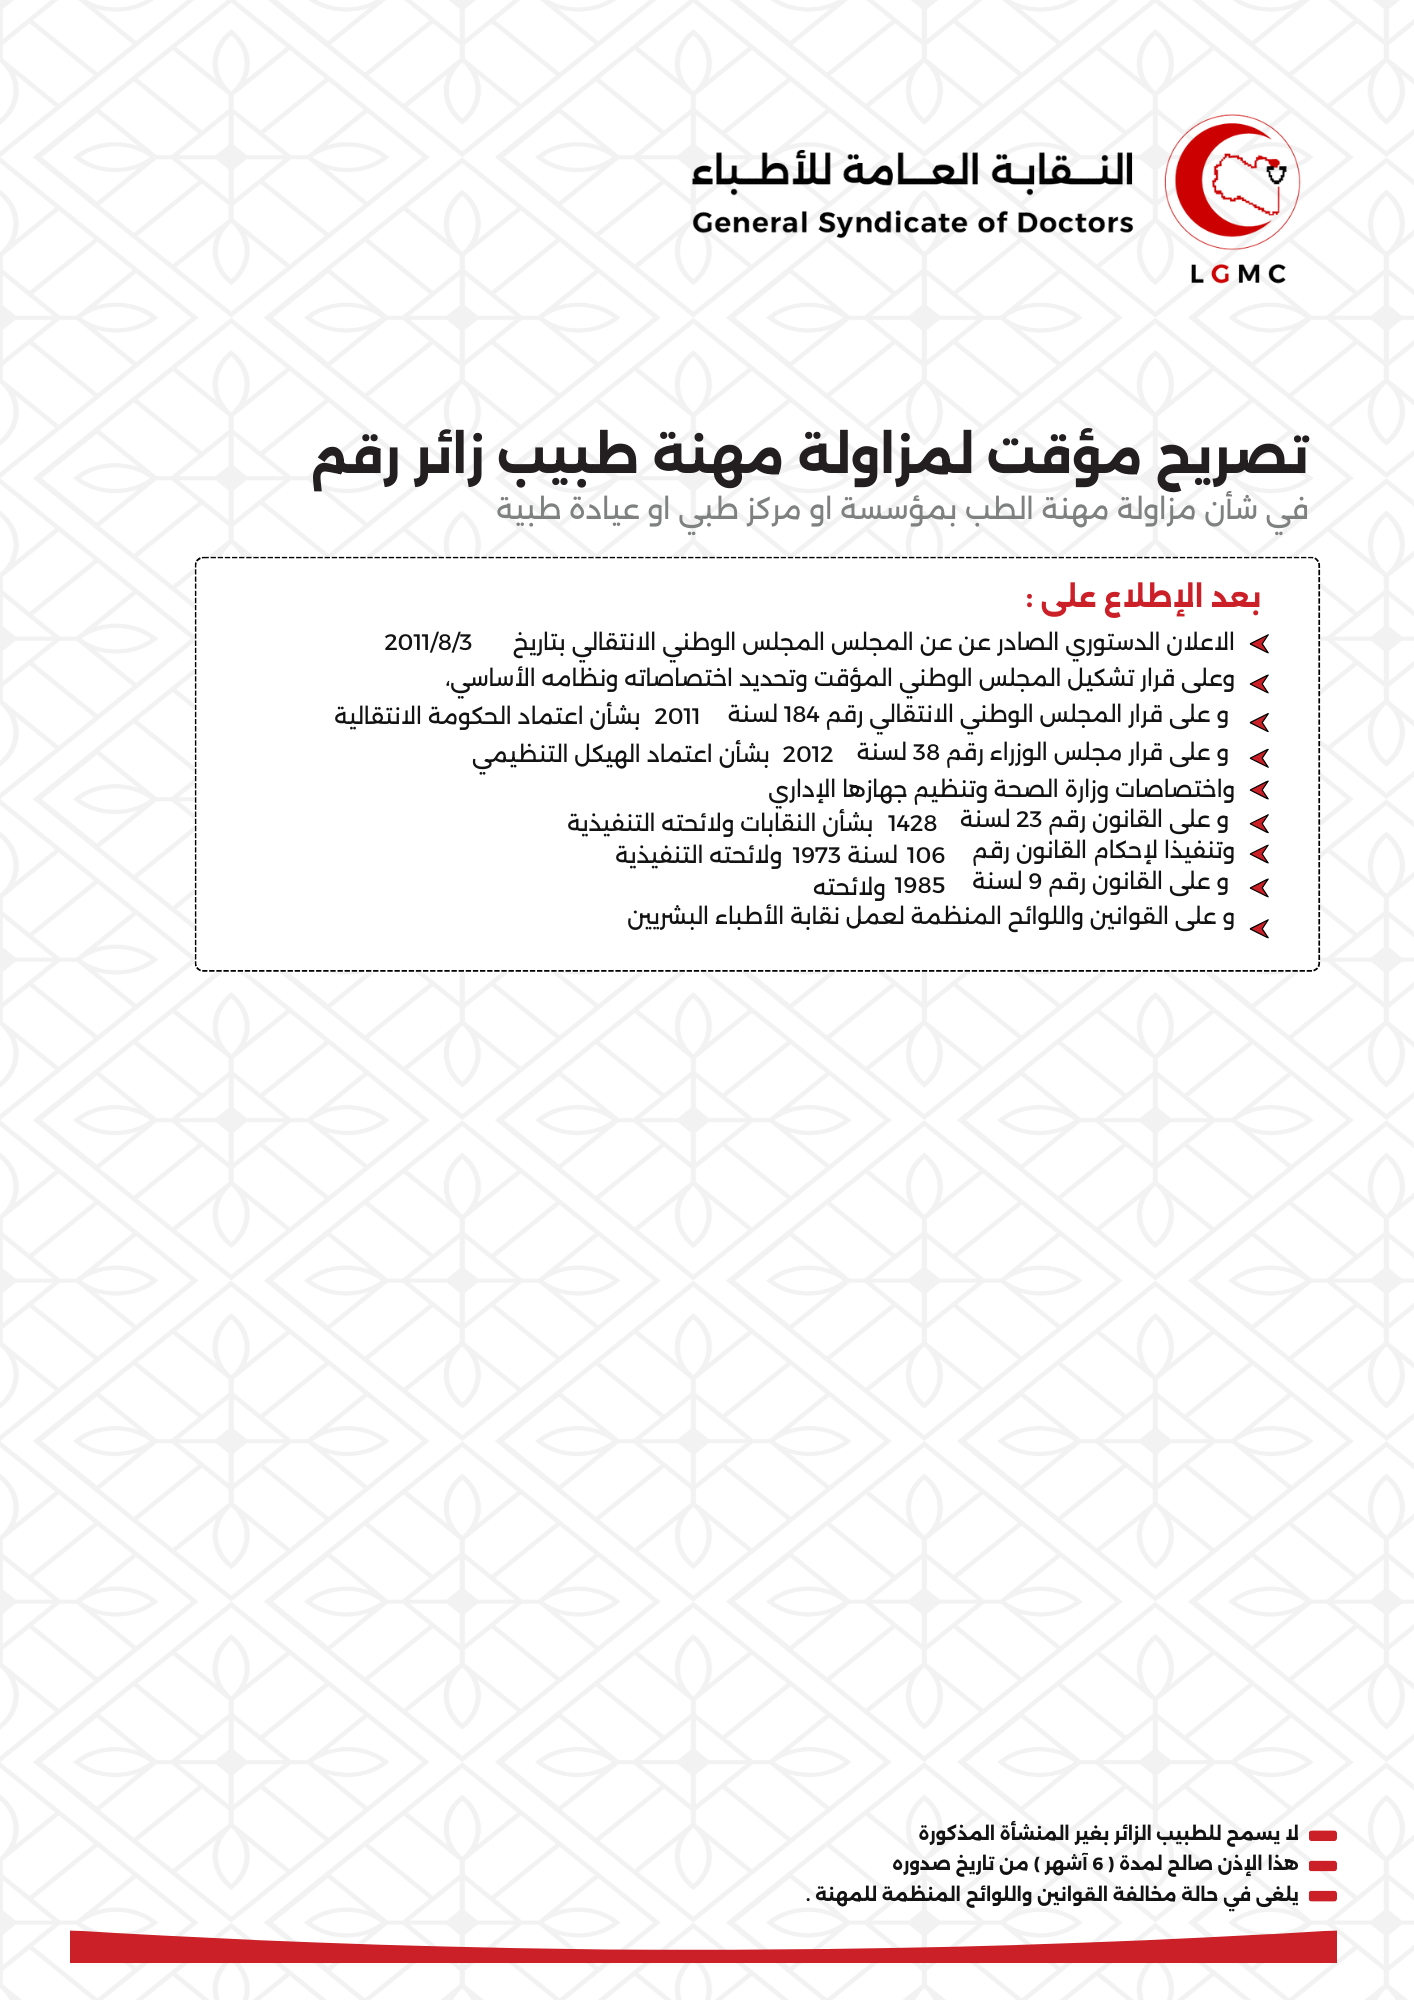 النـقابة العـامة للأطـباء
General Syndicate of Doctors
LGMC
تصريح مؤقت لمزاولة مهنة طبيب زائر رقم
في شأن مزاولة مهنة الطب بمؤسسة او مركز طبي او عيادة طبية
بعد الإطلاع على :
الاعلان الدستوري الصادر عن عن المجلس المجلس الوطني الانتقالي بتاريخ 2011/8/3
وعلى قرار تشكيل المجلس الوطني المؤقت وتحديد اختصاصاته ونظامه الأساسي،
و على قرار المجلس الوطني الانتقالي رقم 184 لسنة 2011 بشأن اعتماد الحكومة الانتقالية
و على قرار مجلس الوزراء رقم 38 لسنة 2012 بشأن اعتماد الهيكل التنظيمي
واختصاصات وزارة الصحة وتنظيم جهازها الإداري
و على القانون رقم 23 لسنة 1428 بشأن النقابات ولائحته التنفيذية
وتنفيذا لإحكام القانون رقم 106 لسنة 1973 ولائحته التنفيذية
و على القانون رقم 9 لسنة 1985 ولائحته
و على القوانين واللوائح المنظمة لعمل نقابة الأطباء البشريين
لا يسمح للطبيب الزائر بغير المنشأة المذكورة
هذا الإذن صالح لمدة ( 6 آشهر ) من تاريخ صدوره
يلغى في حالة مخالفة القوانين واللوائح المنظمة للمهنة .